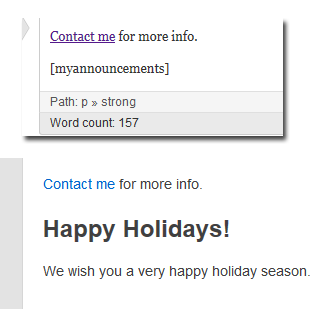 Contact me for more info.
[myannouncements]
Path: p » strong
Word count: 157
Contact me for more info.
Happy Holidays!
We wish you a very happy holiday season.